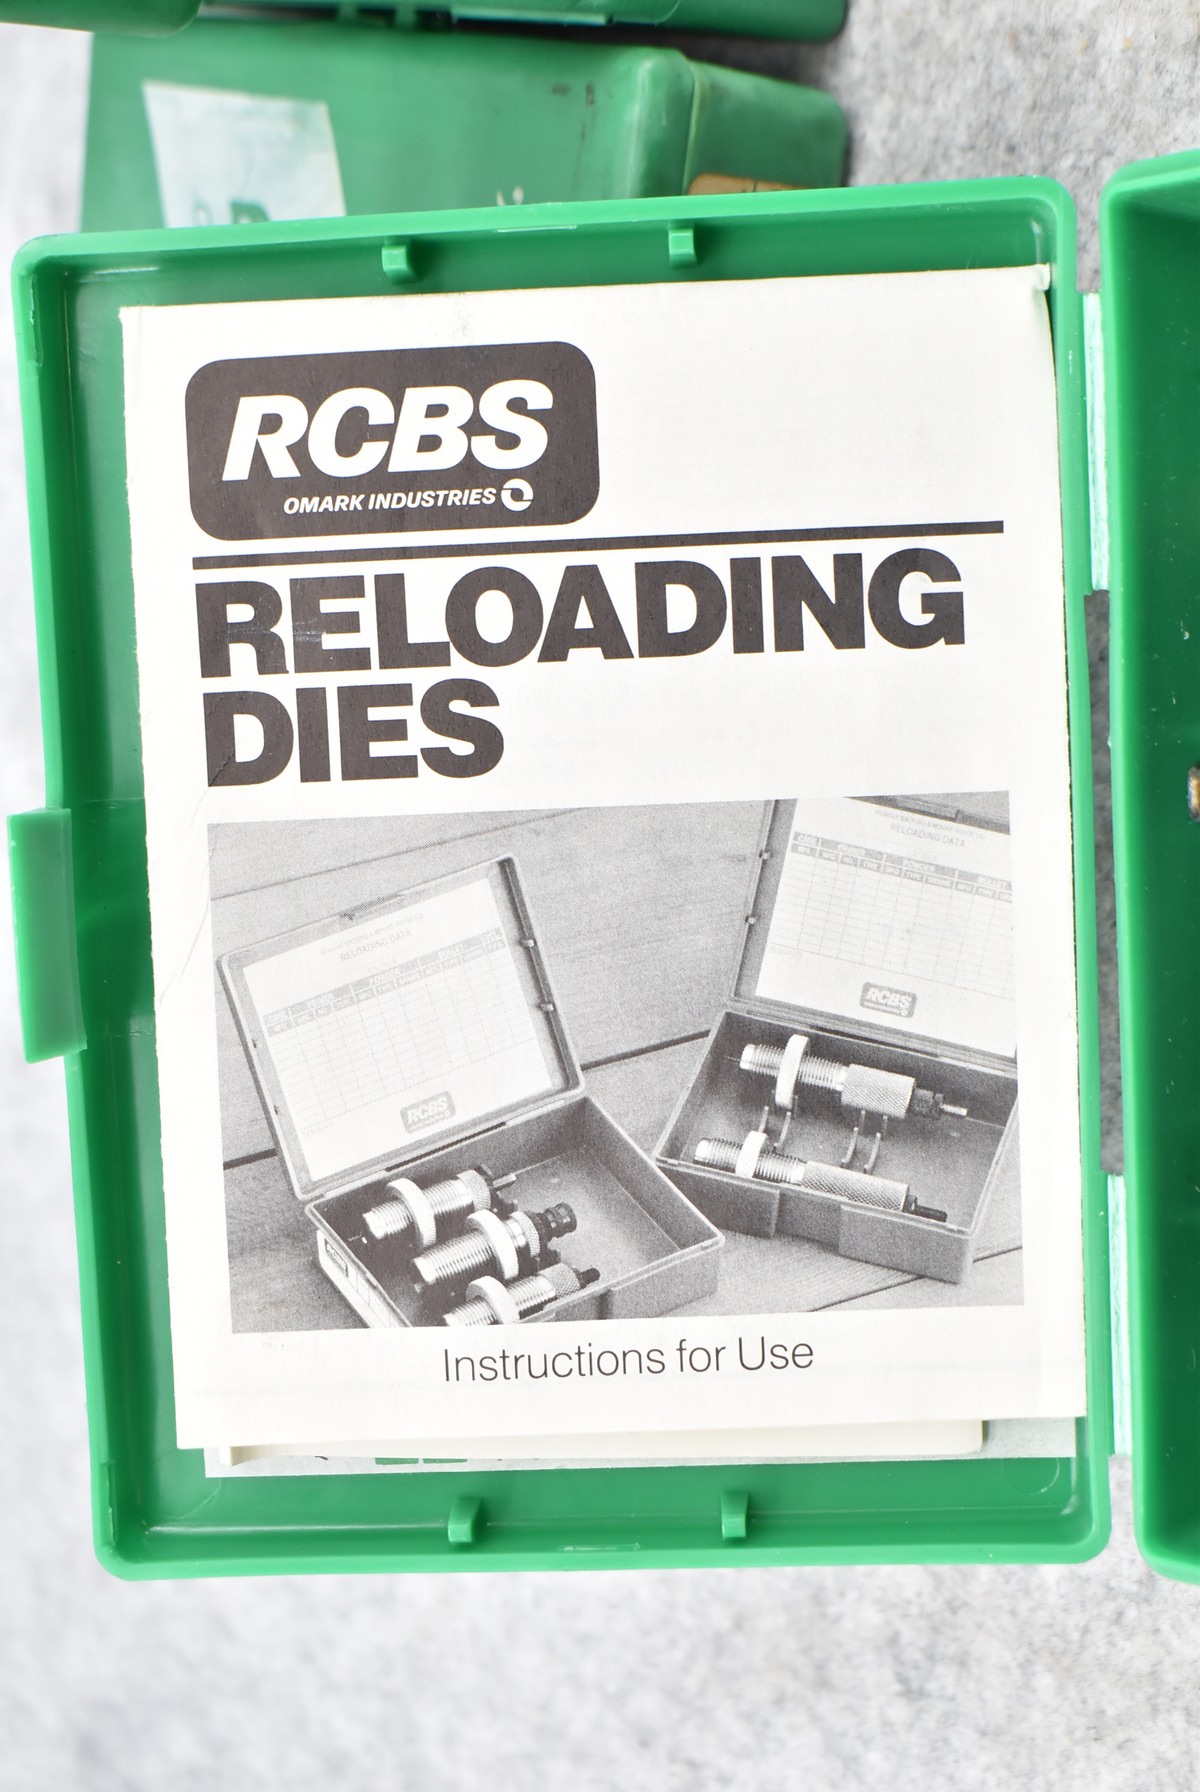 RCBS
OMARK INDUSTRIES
RELOADING
DIES
RELOADING DATA
RELOADING DATA
RCBS
RCBS
Instructions for Use